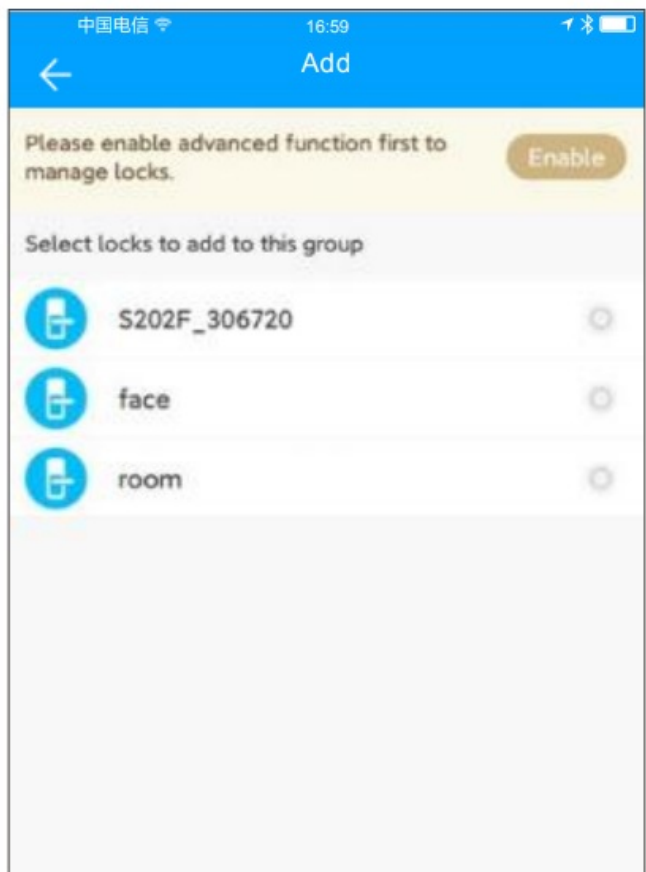 中国电信 16:59
Add
Please enable advanced function first to
manage locks.
Enable
Select locks to add to this group
S202F_306720
face
room